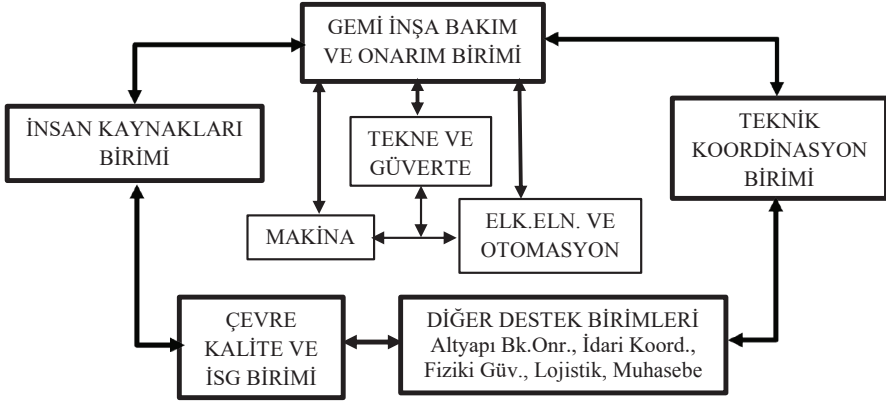 GEMİ İNŞA BAKIM
VE ONARIM BİRİMİ
İNSAN KAYNAKLARI
BİRİMİ
TEKNE VE
GÜVERTE
TEKNİK
KOORDİNASYON
BİRİMİ
MAKİNA
ELK.ELN. VE
OTOMASYON
ÇEVRE
KALİTE VE
İSG BİRİMİ
DİĞER DESTEK BİRİMLERİ
Altyapı Bk.Onr., İdari Koord.,
Fiziki Güv., Lojistik, Muhasebe